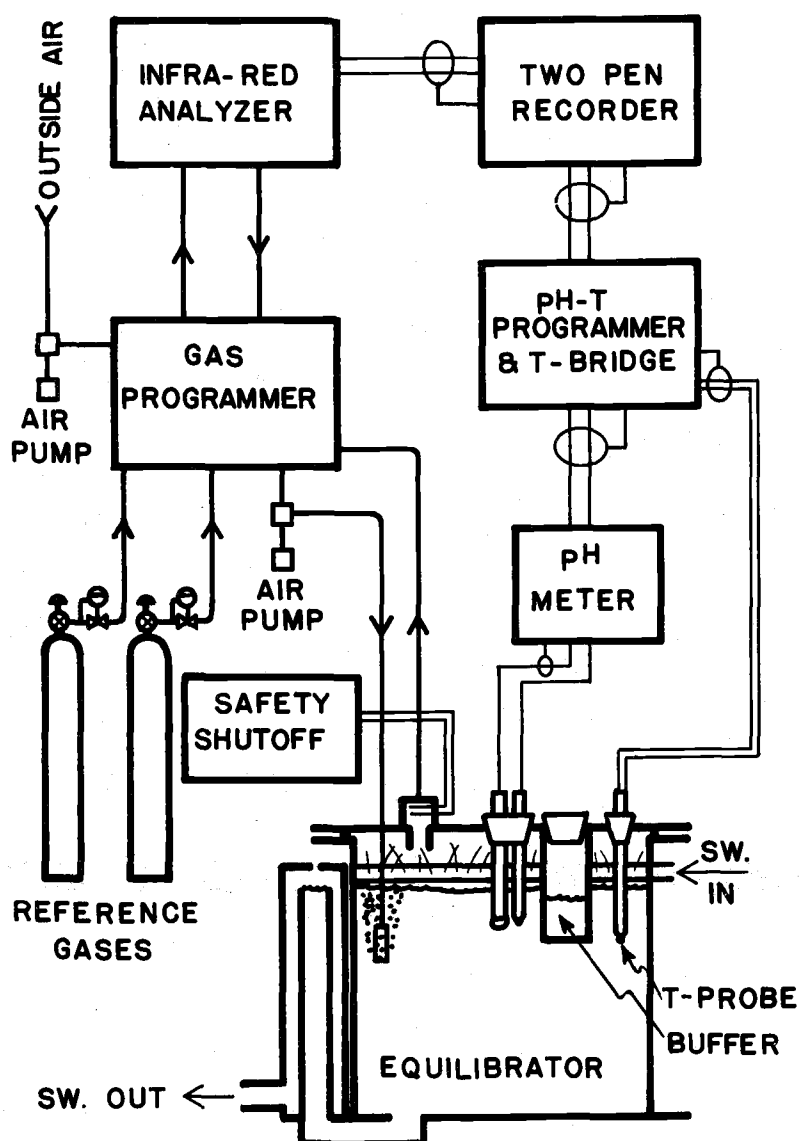 OUTSIDE AIR
INFRA-RED
ANALYZER
TWO PEN
RECORDER
GAS
PROGRAMMER
PH-T
PROGRAMMER
& T-BRIDGE
AIR
PUMP
AIR
PUMP
PH
METER
SAFETY
SHUTOFF
REFERENCE
GASES
SW.
IN
T-PROBE
BUFFER
EQUILIBRATOR
SW. OUT